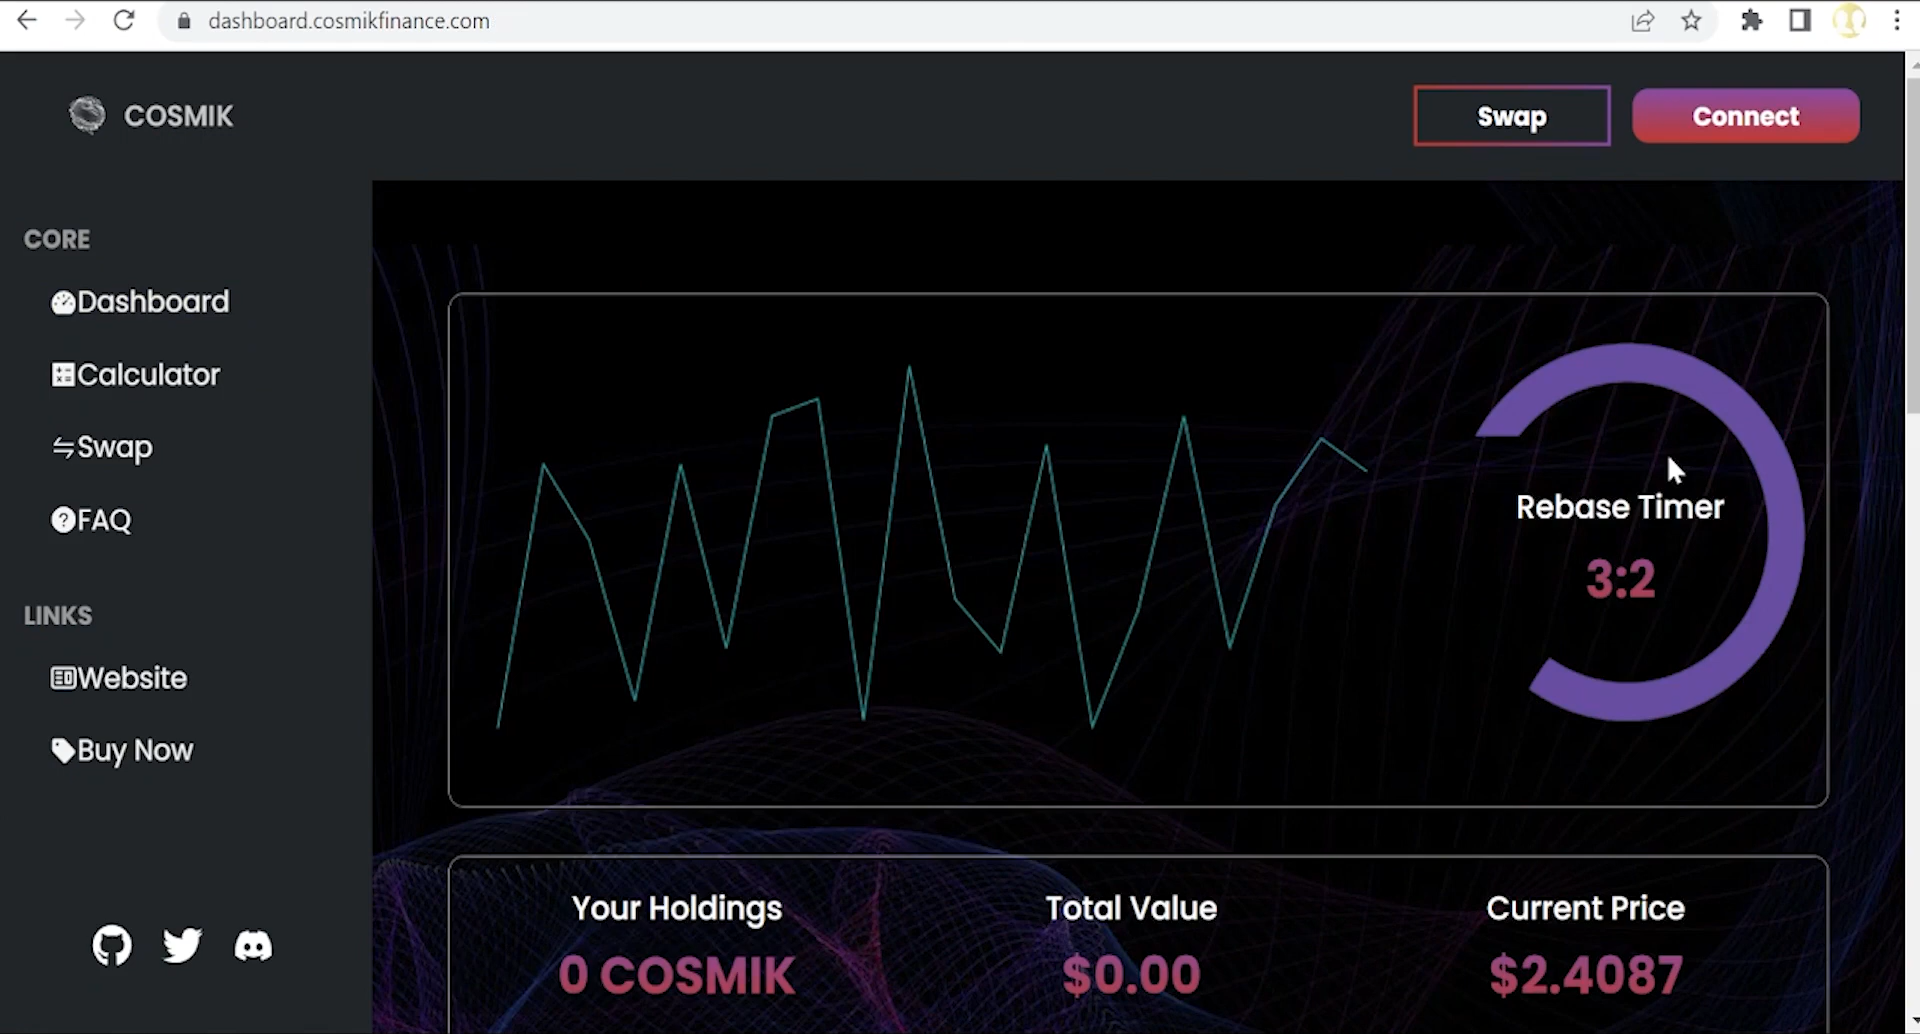 dashboard.cosmikfinance.com
COSMIK
Swap
Connect
CORE
Dashboard
Calculator
Swap
FAQ
LINKS
Website
Buy Now
Rebase Timer
3:2
Your Holdings
0 COSMIK
Total Value
$0.00
Current Price
$2.4087